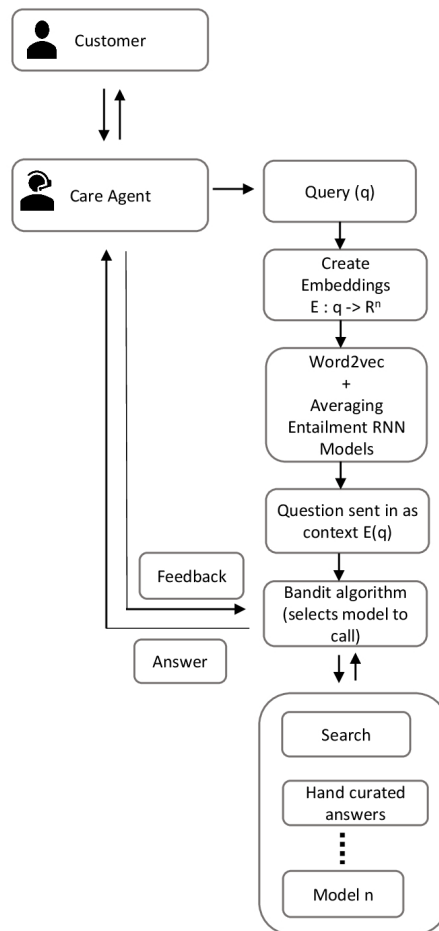 Customer
Care Agent
Query (q)
Create
Embeddings
E : q -> Rⁿ
Word2vec
+
Averaging
Entailment RNN
Models
Question sent in as
context E(q)
Feedback
Bandit algorithm
(selects model to
call)
Answer
Search
Hand curated
answers
Model n